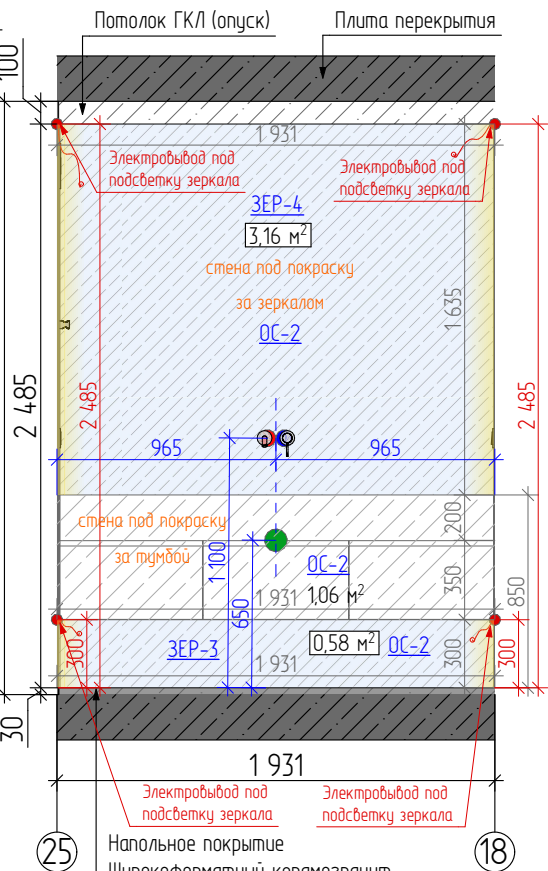 Потолок ГКЛ (опуск)
Плита перекрытия
100
1 931
Электровывод под
подсветку зеркала
Электровывод под
подсветку зеркала
ЗЕР-4
3,16 м²
стена под покраску
за зеркалом
ОС-2
1 635
2 485
2 485
2 485
965
965
стена под покраску
за тумбой
1 100
650
ОС-2
1 931
1,06 м²
200
350
850
300
ЗЕР-3
0,58 м²
ОС-2
1 931
300
300
30
1 931
Электровывод под
подсветку зеркала
Электровывод под
подсветку зеркала
25
18
Напольное покрытие
Широкоформатный керамогранит